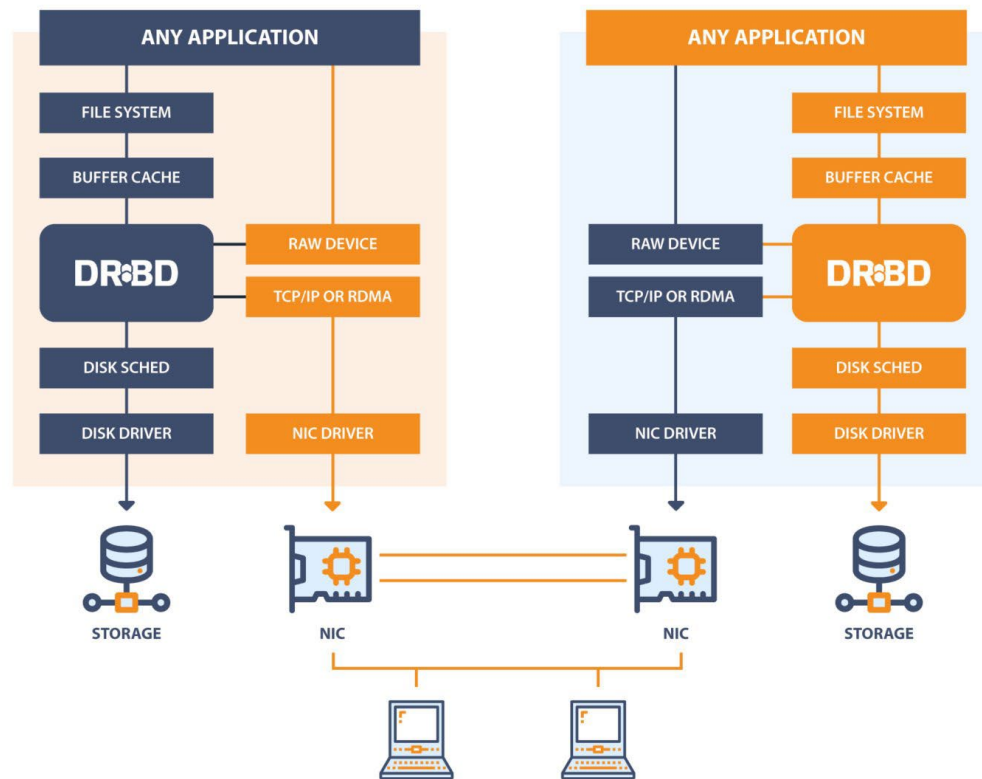 ANY APPLICATION
FILE SYSTEM
BUFFER CACHE
DRBD
RAW DEVICE
TCP/IP OR RDMA
DISK SCHED
DISK DRIVER
NIC DRIVER
STORAGE
NIC
ANY APPLICATION
FILE SYSTEM
BUFFER CACHE
RAW DEVICE
DRBD
TCP/IP OR RDMA
DISK SCHED
NIC DRIVER
DISK DRIVER
NIC
STORAGE